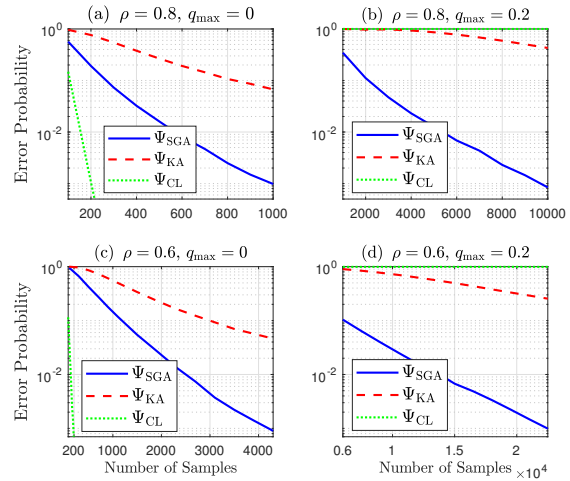 (a) ρ = 0.8, q_max = 0
(b) ρ = 0.8, q_max = 0.2
Error Probability
10^0
10^-2
Ψ_SGA
Ψ_KA
Ψ_CL
200 400 600 800 1000
10^0
10^-2
Ψ_SGA
Ψ_KA
Ψ_CL
2000 4000 6000 8000 10000
(c) ρ = 0.6, q_max = 0
(d) ρ = 0.6, q_max = 0.2
Error Probability
10^0
10^-2
Ψ_SGA
Ψ_KA
Ψ_CL
200 1000 2000 3000 4000
Number of Samples
10^0
10^-2
Ψ_SGA
Ψ_KA
Ψ_CL
0.6 1 1.5 2
Number of Samples
×10^4